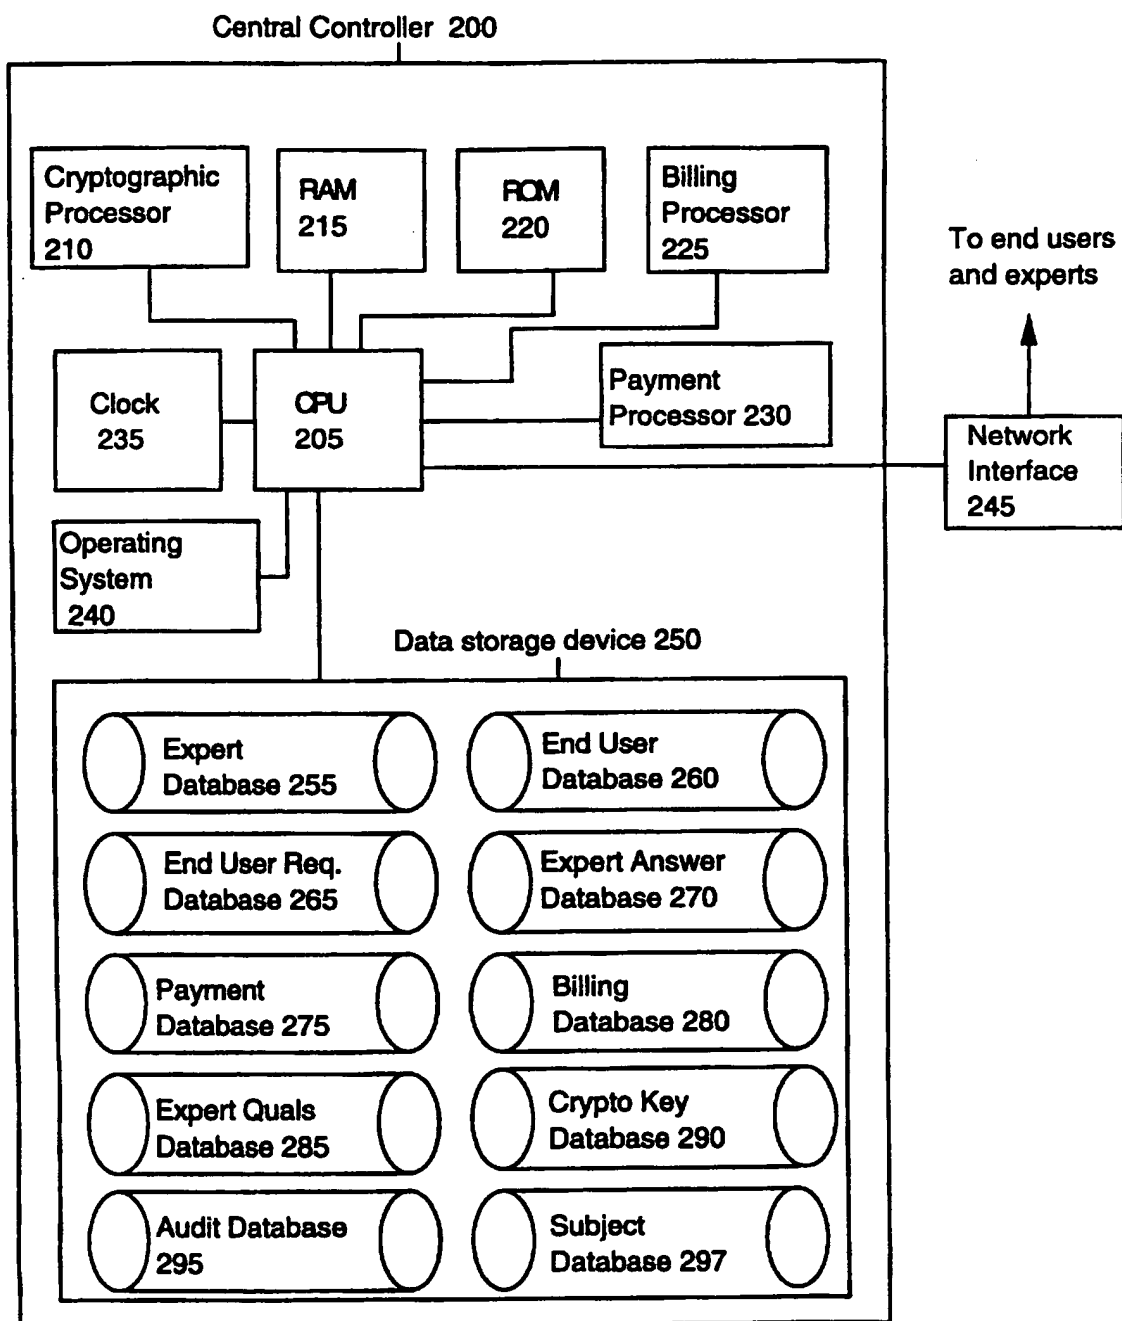 Central Controller 200
Cryptographic
Processor
210
RAM
215
ROM
220
Billing
Processor
225
To end users
and experts
Clock
235
CPU
205
Payment
Processor 230
Network
Interface
245
Operating
System
240
Data storage device 250
Expert
Database 255
End User
Database 260
End User Req.
Database 265
Expert Answer
Database 270
Payment
Database 275
Billing
Database 280
Expert Quals
Database 285
Crypto Key
Database 290
Audit Database
295
Subject
Database 297